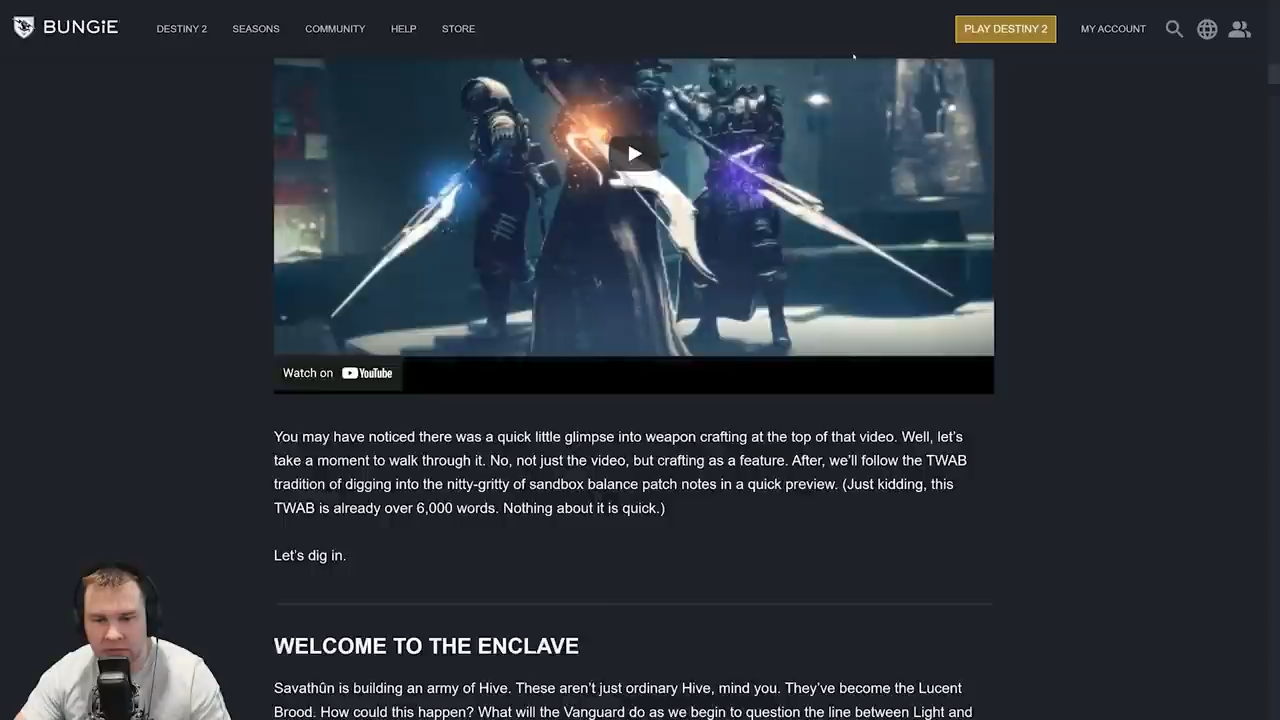 BUNGiE
DESTINY 2
SEASONS
COMMUNITY
HELP
STORE
PLAY DESTINY 2
MY ACCOUNT
Watch on YouTube
You may have noticed there was a quick little glimpse into weapon crafting at the top of that video. Well, let’s
take a moment to walk through it. No, not just the video, but crafting as a feature. After, we’ll follow the TWAB
tradition of digging into the nitty-gritty of sandbox balance patch notes in a quick preview. (Just kidding, this
TWAB is already over 6,000 words. Nothing about it is quick.)
Let’s dig in.
WELCOME TO THE ENCLAVE
Savathûn is building an army of Hive. These aren’t just ordinary Hive, mind you. They’ve become the Lucent
Brood. How could this happen? What will the Vanguard do as we begin to question the line between Light and